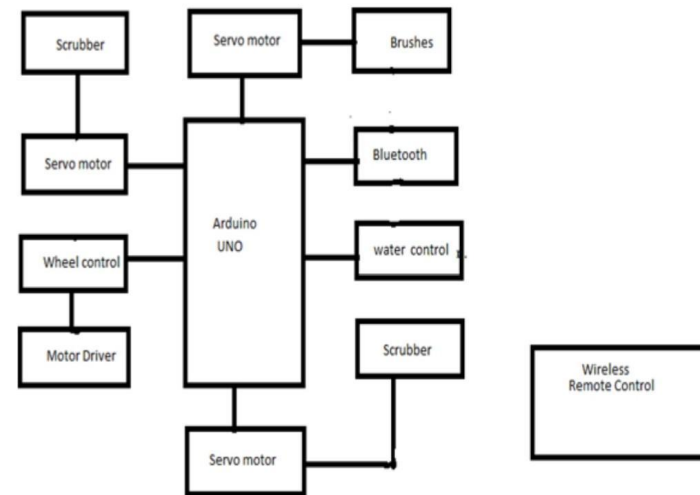 Scrubber
Servo motor
Brushes
Servo motor
Bluetooth
Arduino
UNO
Wheel control
water control
Motor Driver
Scrubber
Wireless
Remote Control
Servo motor